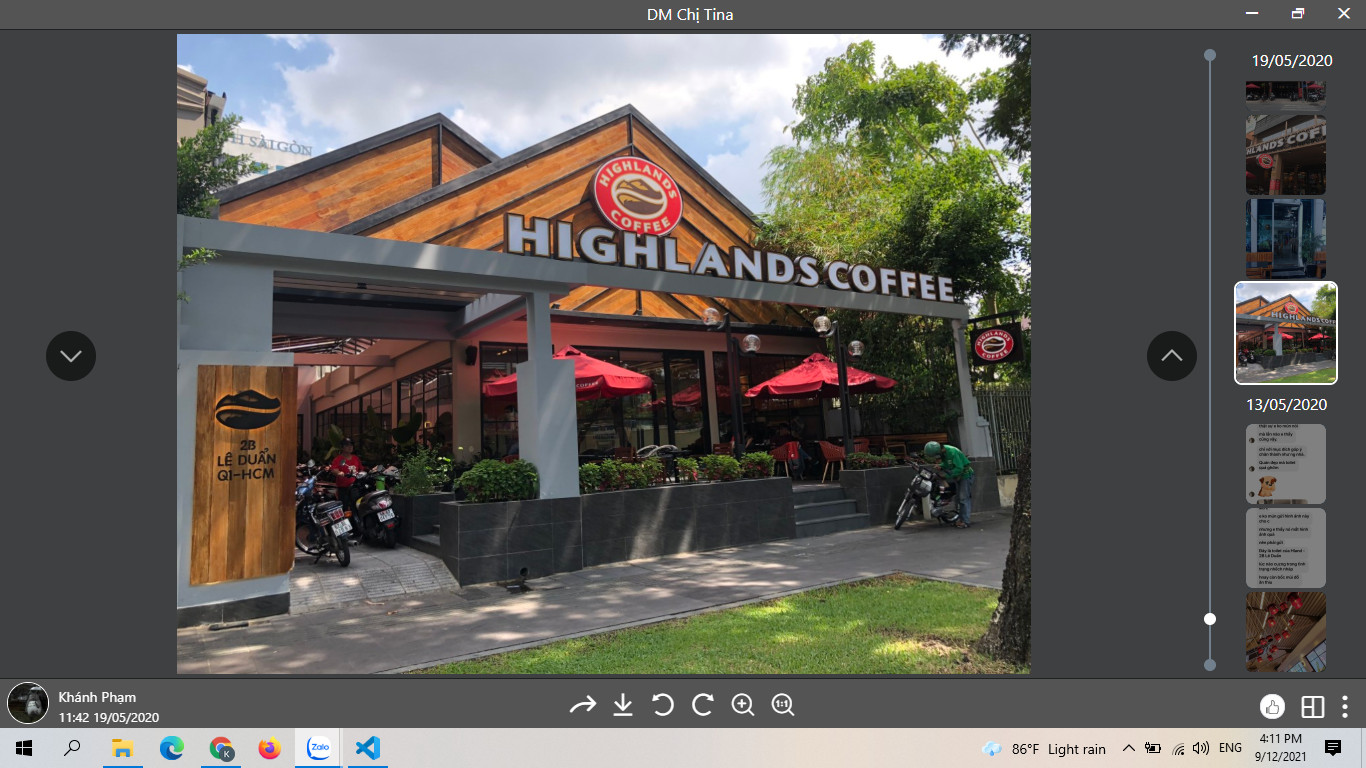 DM Chị Tina
19/05/2020
H SÀIGÒN
HIGHLANDS
COFFEE
HIGHLANDS COFFEE
HIGHLANDS
COFFEE
2B
LÊ DUẨN
Q1-HCM
13/05/2020
Khánh Phạm
11:42 19/05/2020
1:1
Zalo
K
86°F Light rain
ENG
4:11 PM
9/12/2021